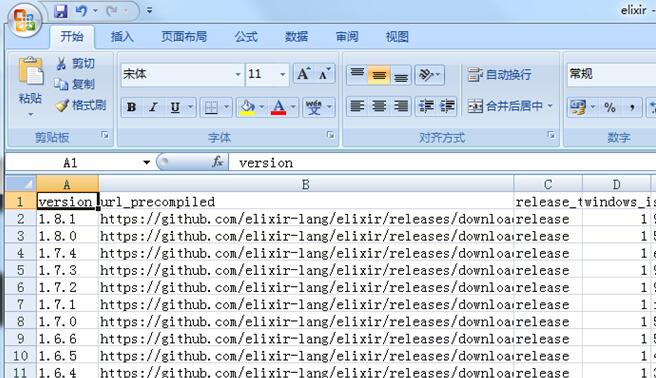 elixir -
开始 插入 页面布局 公式 数据 审阅 视图
粘贴 剪切 宋体 11 A A 自动换行 常规
复制
格式刷 B I U A wén 文 合并后居中 % ,
剪贴板 字体 对齐方式 数字
A1 fx version
A B C D
1 version url_precompiled release_t windows_is
2 1.8.1 https://github.com/elixir-lang/elixir/releases/downloa release 1
3 1.8.0 https://github.com/elixir-lang/elixir/releases/downloa release 1
4 1.7.4 https://github.com/elixir-lang/elixir/releases/downloa release 1
5 1.7.3 https://github.com/elixir-lang/elixir/releases/downloa release 1
6 1.7.2 https://github.com/elixir-lang/elixir/releases/downloa release 1
7 1.7.1 https://github.com/elixir-lang/elixir/releases/downloa release 1
8 1.7.0 https://github.com/elixir-lang/elixir/releases/downloa release 1
9 1.6.6 https://github.com/elixir-lang/elixir/releases/downloa release 1
10 1.6.5 https://github.com/elixir-lang/elixir/releases/downloa release 1
11 1.6.4 https://github.com/elixir-lang/elixir/releases/downloa release 1